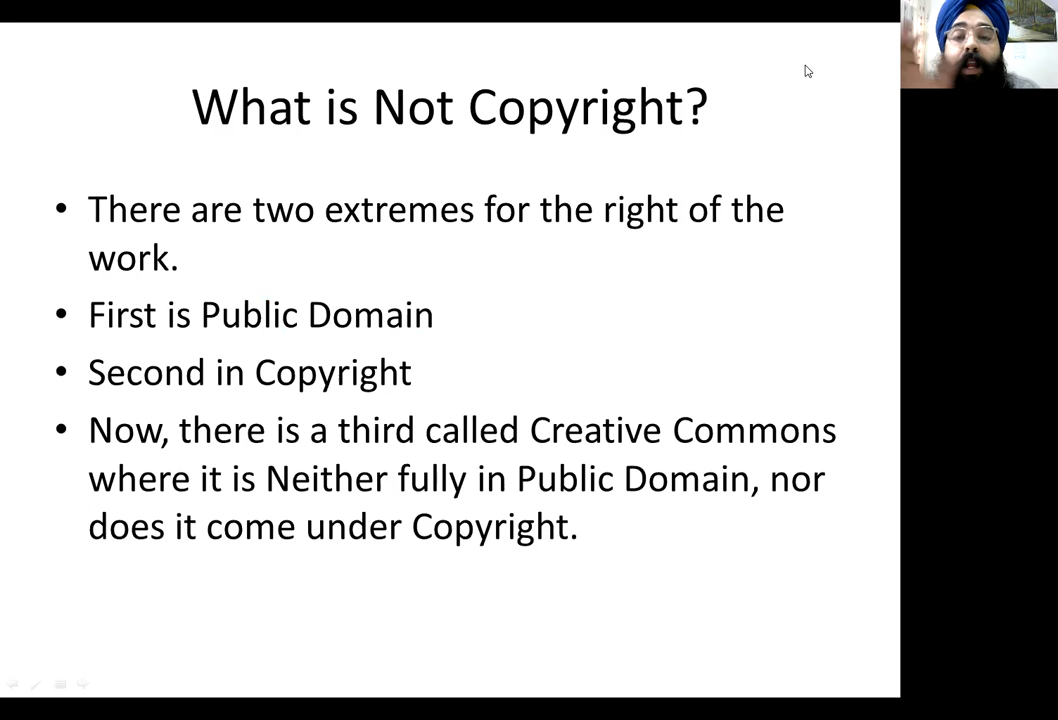 What is Not Copyright?
• There are two extremes for the right of the
work.
• First is Public Domain
• Second in Copyright
• Now, there is a third called Creative Commons
where it is Neither fully in Public Domain, nor
does it come under Copyright.